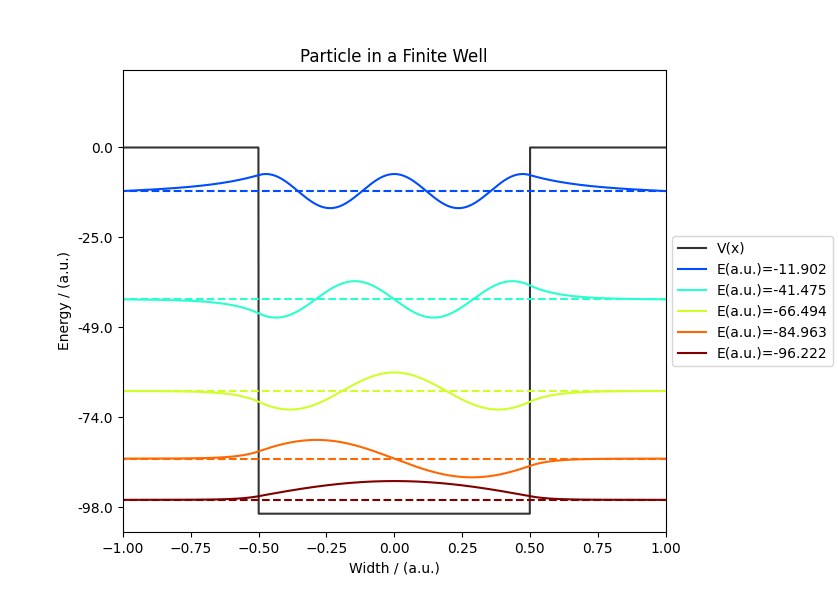 Particle in a Finite Well
Energy / (a.u.)
0.0
-25.0
-49.0
-74.0
-98.0
−1.00 −0.75 −0.50 −0.25 0.00 0.25 0.50 0.75 1.00
Width / (a.u.)
V(x)
E(a.u.)=-11.902
E(a.u.)=-41.475
E(a.u.)=-66.494
E(a.u.)=-84.963
E(a.u.)=-96.222